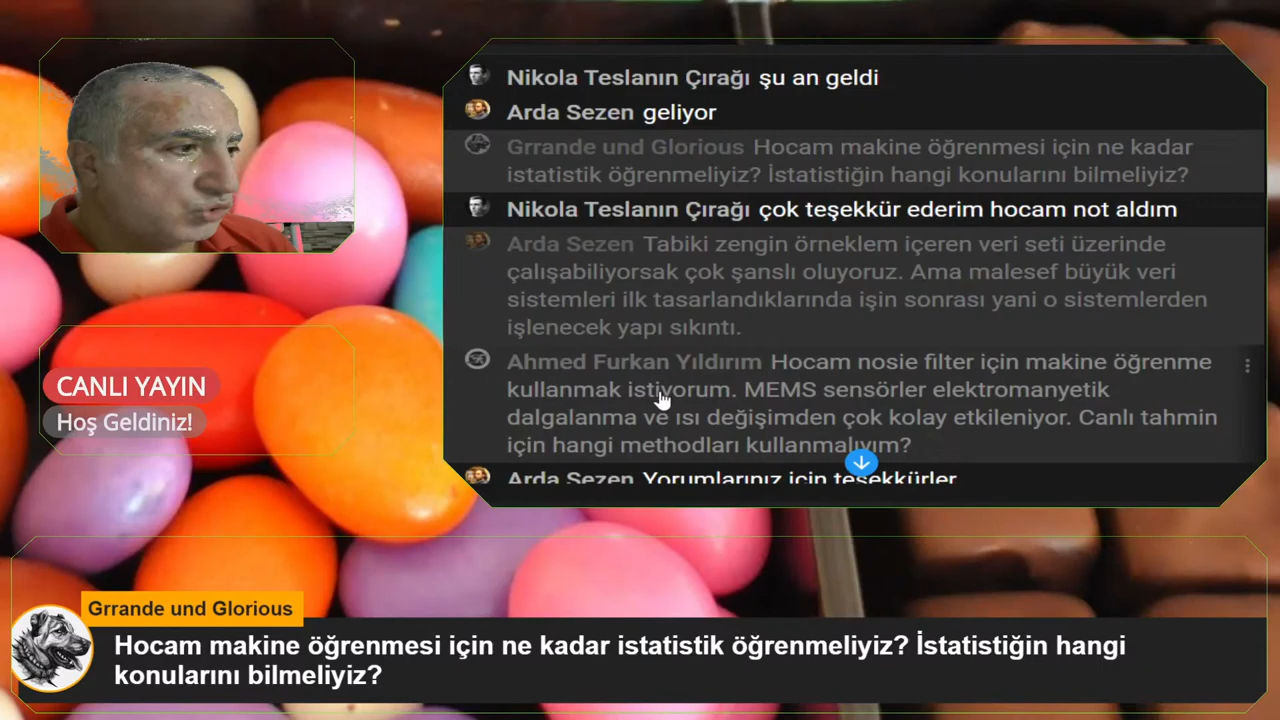 Nikola Teslanın Çırağı şu an geldi
Arda Sezen geliyor
Grrande und Glorious Hocam makine öğrenmesi için ne kadar
istatistik öğrenmeliyiz? İstatistiğin hangi konularını bilmeliyiz?
Nikola Teslanın Çırağı çok teşekkür ederim hocam not aldım
Arda Sezen Tabiki zengin örneklem içeren veri seti üzerinde
çalışabiliyorsak çok şanslı oluyoruz. Ama malesef büyük veri
sistemleri ilk tasarlandıklarında işin sonrası yani o sistemlerden
işlenecek yapı sıkıntı.
Ahmed Furkan Yıldırım Hocam nosie filter için makine öğrenme
kullanmak istiyorum. MEMS sensörler elektromanyetik
dalgalanma ve ısı değişimden çok kolay etkileniyor. Canlı tahmin
için hangi methodları kullanmalıyım?
Arda Sezen Yorumlarınız için teşekkürler
CANLI YAYIN
Hoş Geldiniz!
Grrande und Glorious
Hocam makine öğrenmesi için ne kadar istatistik öğrenmeliyiz? İstatistiğin hangi
konularını bilmeliyiz?